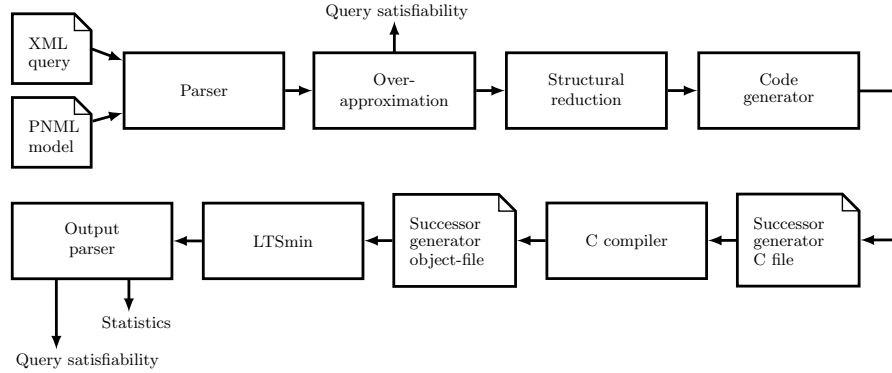 Query satisfiability
XML
query
PNML
model
Parser
Over-
approximation
Structural
reduction
Code
generator
Output
parser
LTSmin
Successor
generator
object-file
C compiler
Successor
generator
C file
Statistics
Query satisfiability